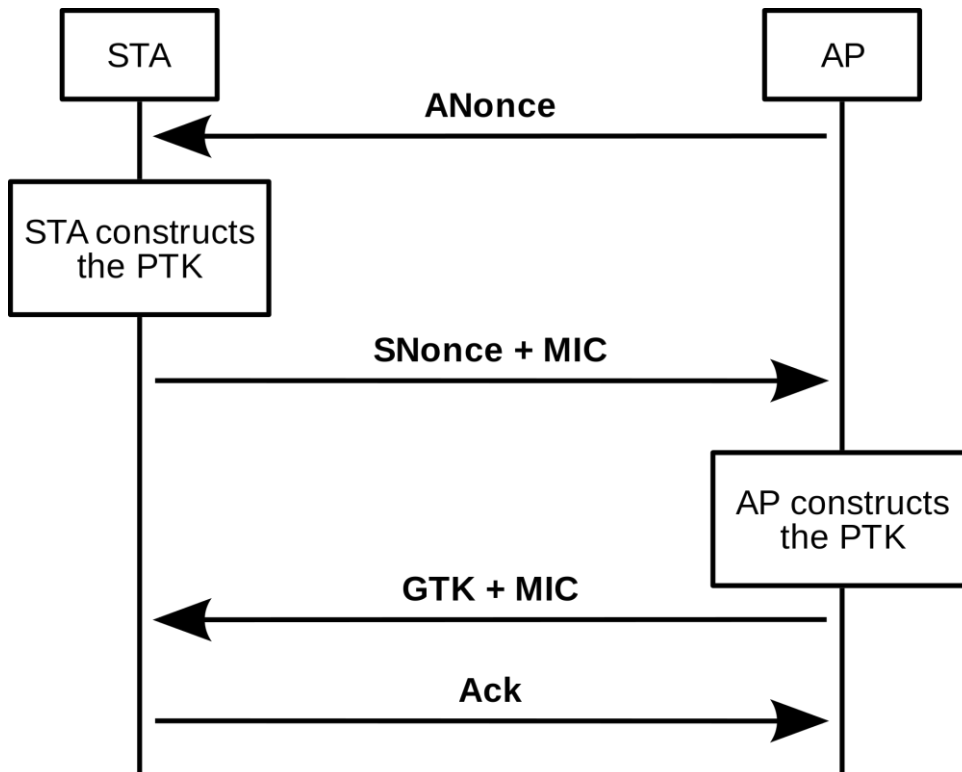 STA
AP
ANonce
STA constructs
the PTK
SNonce + MIC
AP constructs
the PTK
GTK + MIC
Ack